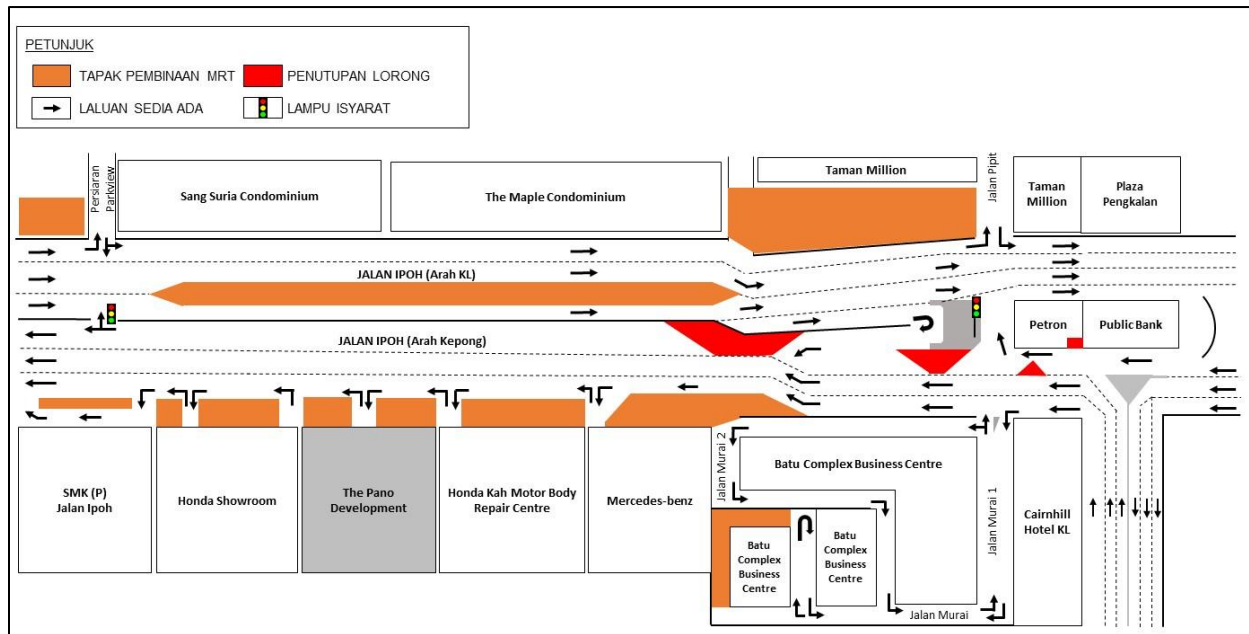 PETUNJUK
TAPAK PEMBINAAN MRT
PENUTUPAN LORONG
LALUAN SEDIA ADA
LAMPU ISYARAT
Persiaran
Parkview
Sang Suria Condominium
The Maple Condominium
Taman Million
Jalan Pipit
Taman
Million
Plaza
Pengkalan
JALAN IPOH (Arah KL)
JALAN IPOH (Arah Kepong)
Petron
Public Bank
SMK (P)
Jalan Ipoh
Honda Showroom
The Pano
Development
Honda Kah Motor Body
Repair Centre
Mercedes-benz
Jalan Murai 2
Batu Complex Business Centre
Jalan Murai 1
Cairnhill
Hotel KL
Batu
Complex
Business
Centre
Batu
Complex
Business
Centre
Jalan Murai